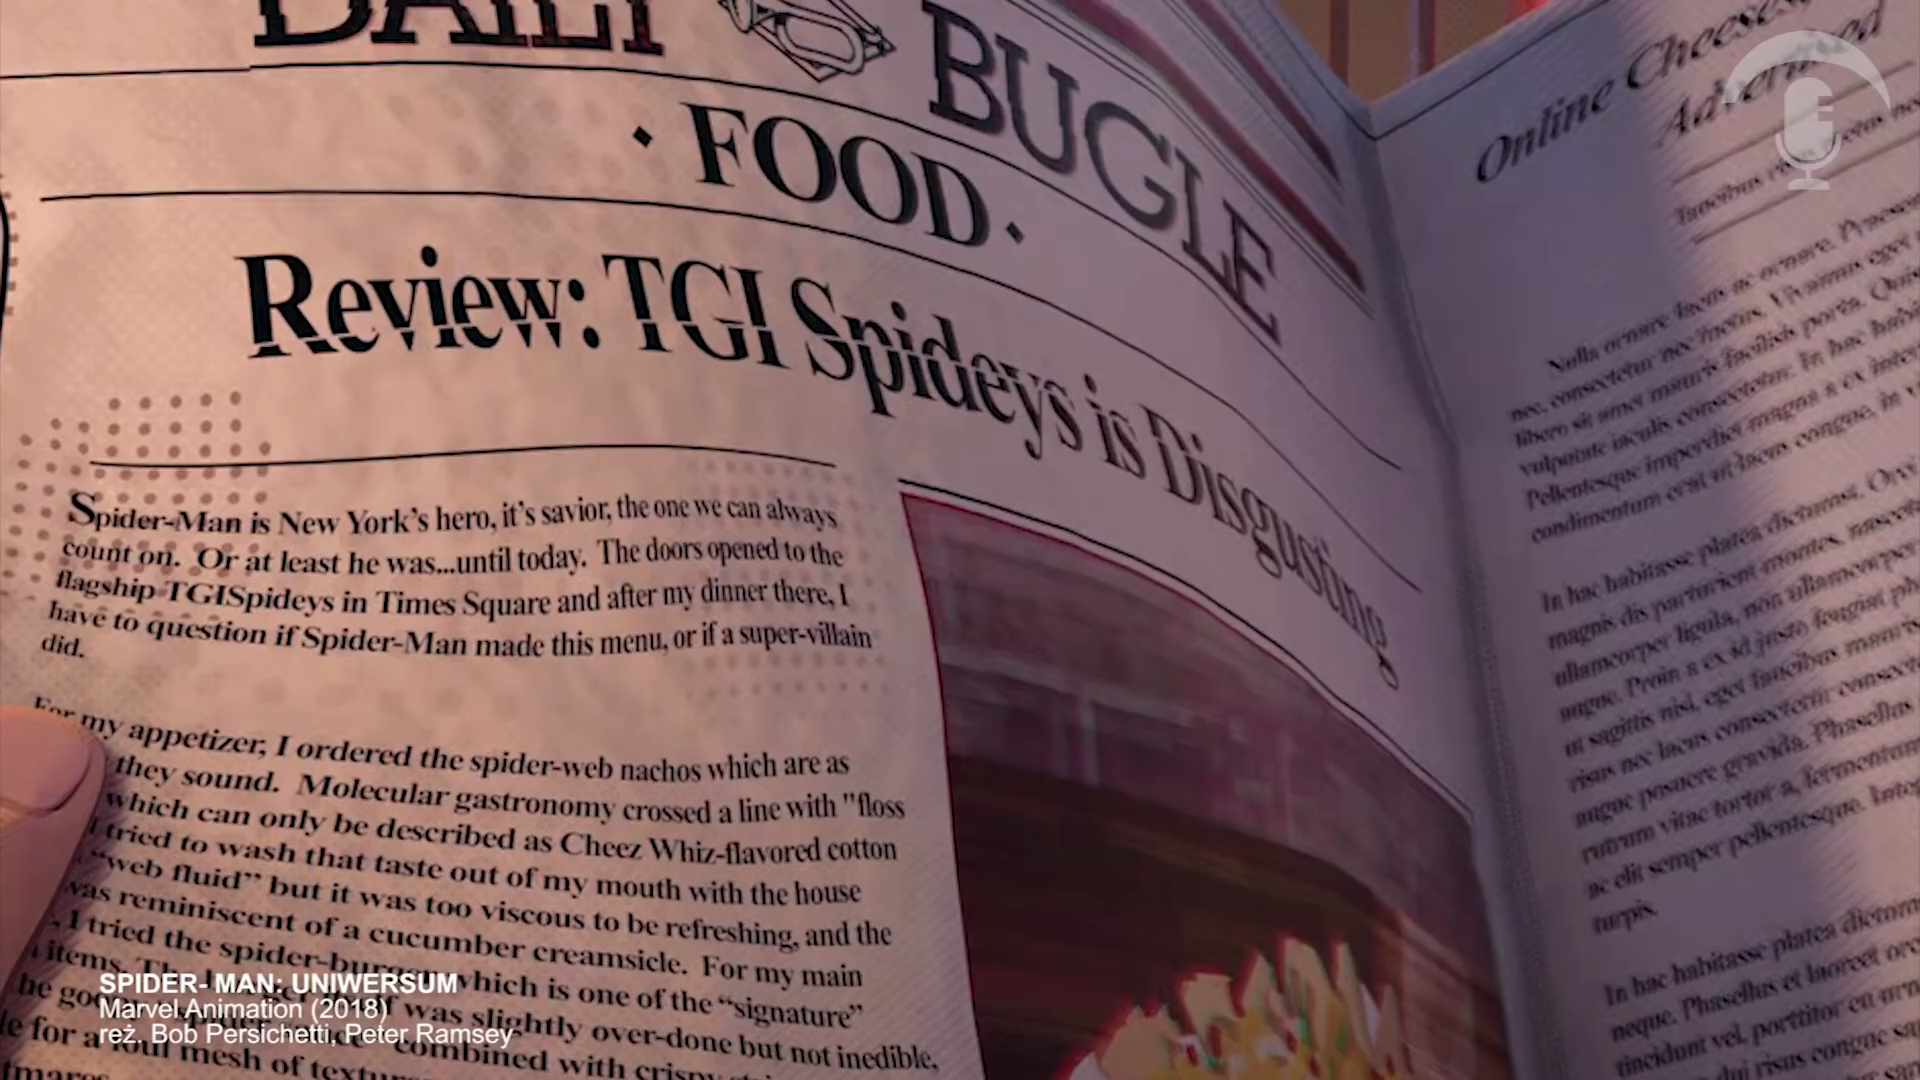 DAILY BUGLE
· FOOD ·
Review: TGI Spideys is Disgusting
Spider-Man is New York's hero, it's savior, the one we can always
count on. Or at least he was...until today. The doors opened to the
flagship TGISpideys in Times Square and after my dinner there, I
have to question if Spider-Man made this menu, or if a super-villain
did.
For my appetizer, I ordered the spider-web nachos which are as
they sound. Molecular gastronomy crossed a line with "floss
which can only be described as Cheez Whiz-flavored cotton
I tried to wash that taste out of my mouth with the house
"web fluid" but it was too viscous to be refreshing, and the
was reminiscent of a cucumber creamsicle. For my main
, I tried the spider-burger which is one of the "signature"
items. was slightly over-done but not inedible,
combined with crispy
for a foul mesh of
Online
Advertised
Nulla ornare lacus ac ornare. Praesent
nec, consectetur nec metus. Vivamus eget
libero sit amet mauris facilisis porta.
vulputate iaculis consectetur. In hac
Pellentesque imperdiet magna a ex
condimentum erat ut lacus congue, in
In hac habitasse platea dictumst. Orci
magnis dis parturient montes, nascetur
ullamcorper ligula, non ullamcorper
augue. Proin a ex id justo feugiat
ut sagittis nisl, eget faucibus mauris
risus nec lacus consectetur
augue posuere gravida. Phasellus
rutrum vitae tortor a, fermentum
ac elit semper pellentesque.
turpis.
In hac habitasse platea
neque. Phasellus et laoreet
tincidunt vel, porttitor
risus congue
SPIDER- MAN: UNIWERSUM
Marvel Animation (2018)
reż. Bob Persichetti, Peter Ramsey